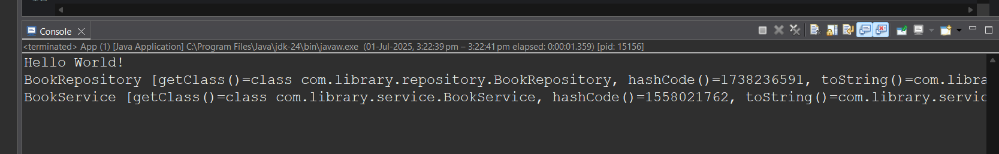 Console
<terminated> App (1) [Java Application] C:\Program Files\Java\jdk-24\bin\javaw.exe (01-Jul-2025, 3:22:39 pm – 3:22:41 pm elapsed: 0:00:01.359) [pid: 15156]
Hello World!
BookRepository [getClass()=class com.library.repository.BookRepository, hashCode()=1738236591, toString()=com.libra
BookService [getClass()=class com.library.service.BookService, hashCode()=1558021762, toString()=com.library.servic